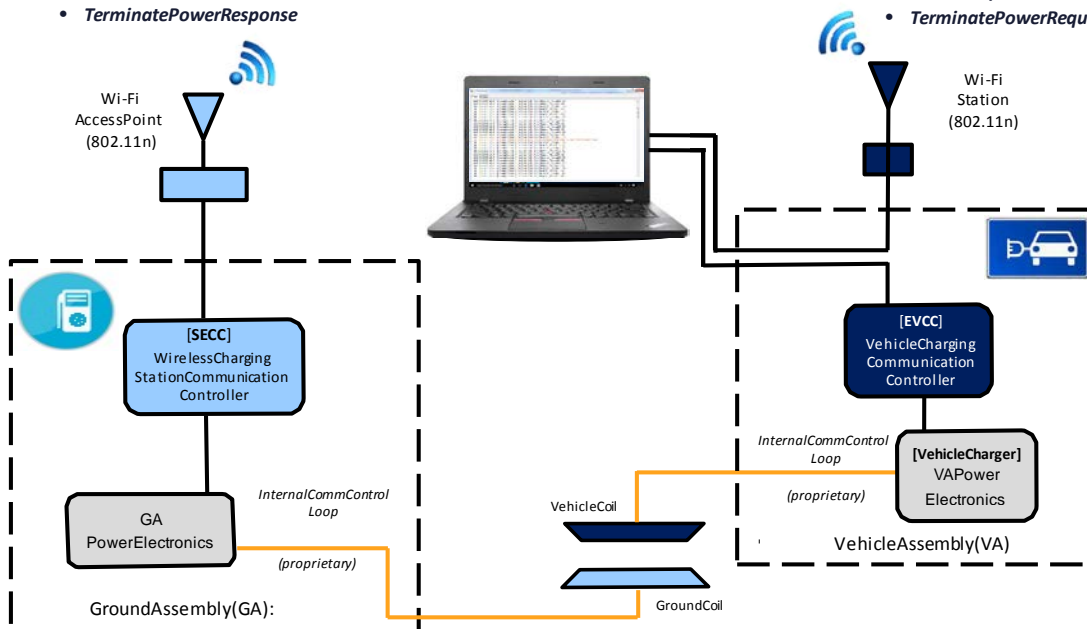 • TerminatePowerResponse
• TerminatePowerRequ
Wi-Fi
AccessPoint
(802.11n)
Wi-Fi
Station
(802.11n)
[SECC]
WirelessCharging
StationCommunication
Controller
[EVCC]
VehicleCharging
Communication
Controller
InternalCommControl
Loop
(proprietary)
[VehicleCharger]
VAPower
Electronics
VehicleAssembly(VA)
GA
PowerElectronics
InternalCommControl
Loop
(proprietary)
VehicleCoil
GroundCoil
GroundAssembly(GA):